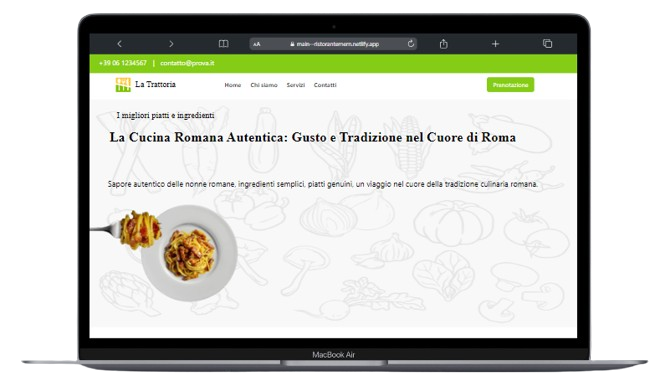 AA
main--ristorantemern.netlify.app
+39 06 1234567 | contatto@prova.it
La Trattoria
Home Chi siamo Servizi Contatti
Prenotazione
I migliori piatti e ingredienti
La Cucina Romana Autentica: Gusto e Tradizione nel Cuore di Roma
Sapore autentico delle nonne romane, ingredienti semplici, piatti genuini, un viaggio nel cuore della tradizione culinaria romana.
MacBook Air